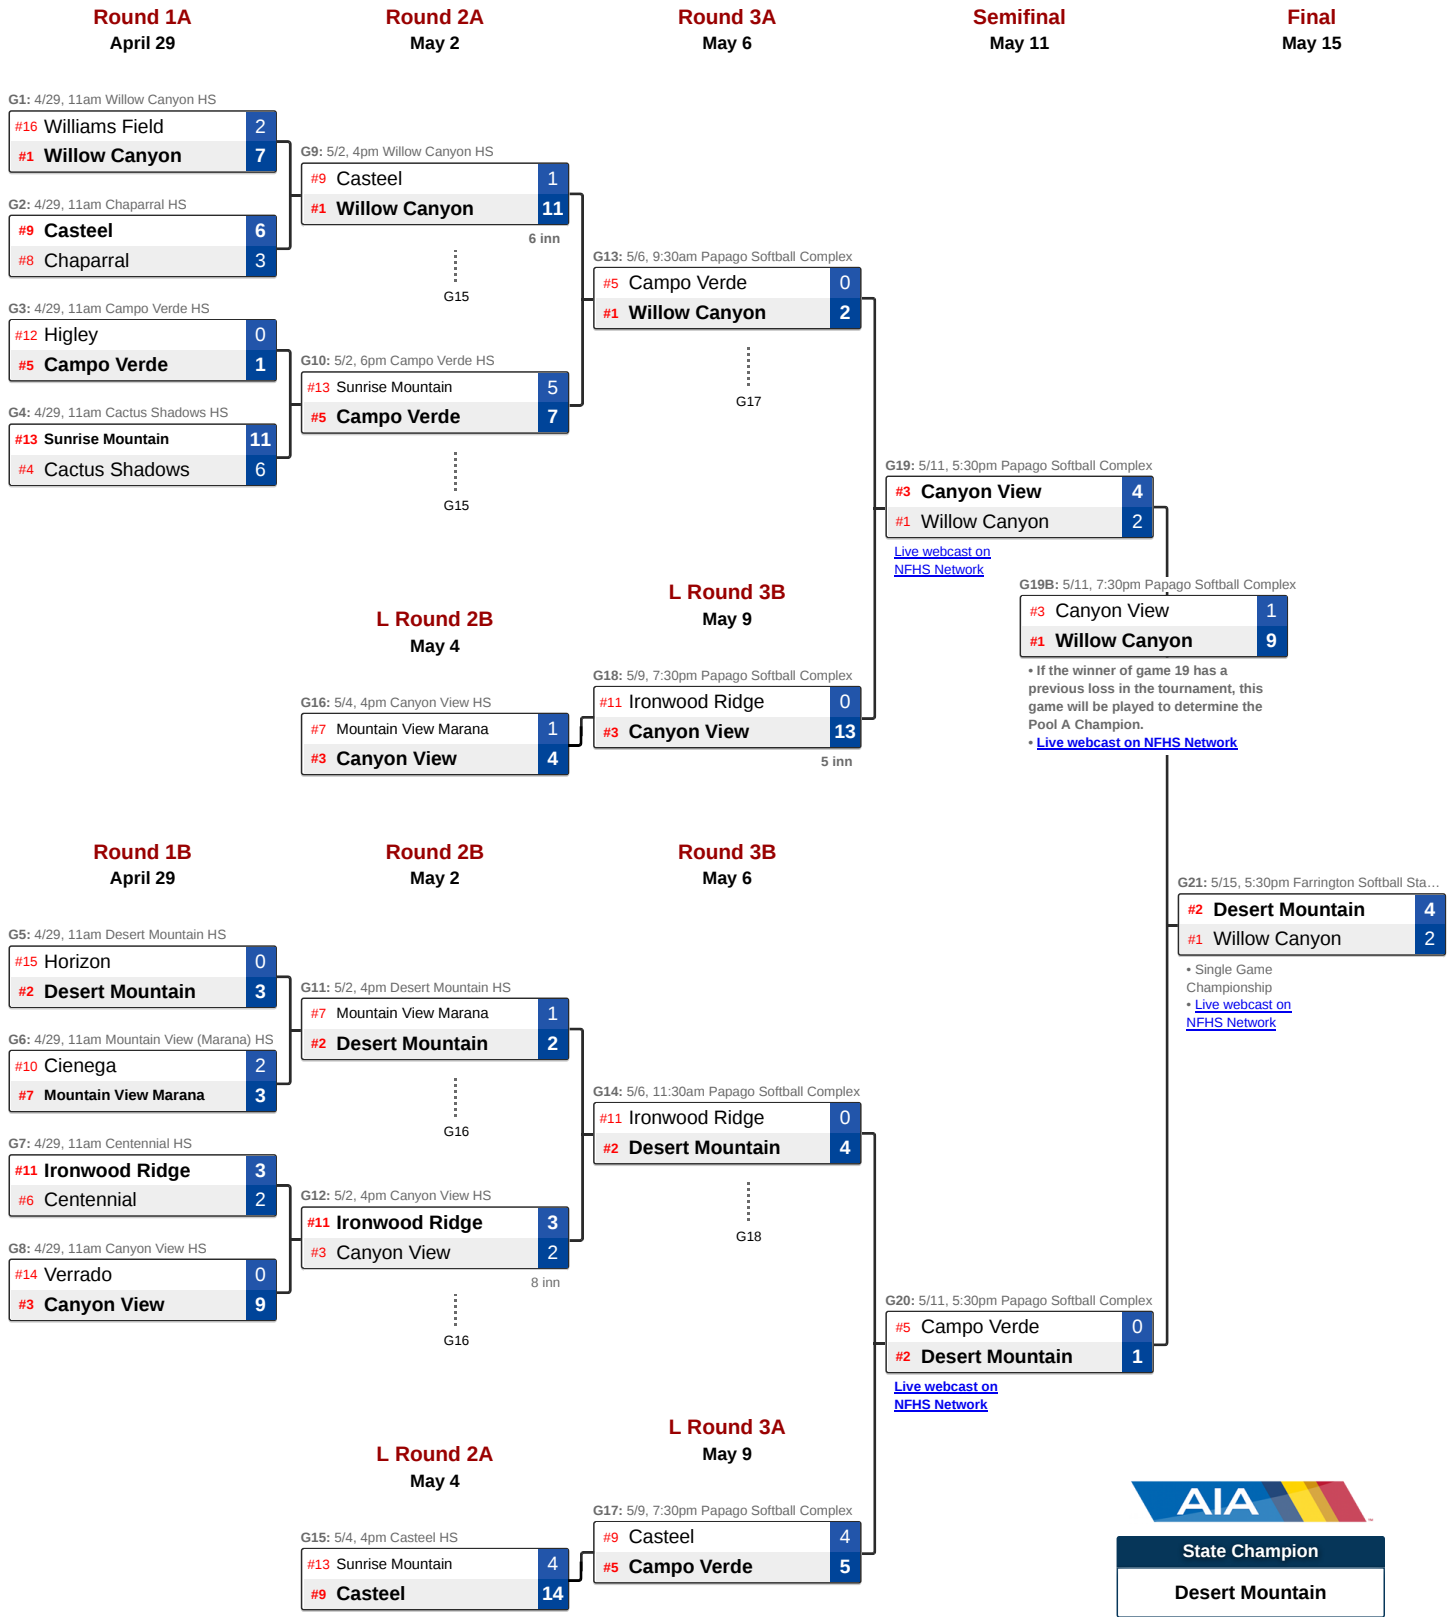 Round 1A
April 29
Round 2A
May 2
Round 3A
May 6
Semifinal
May 11
Final
May 15
G1: 4/29, 11am Willow Canyon HS
#16 Williams Field 2
#1 Willow Canyon 7
G2: 4/29, 11am Chaparral HS
#9 Casteel 6
#8 Chaparral 3
G3: 4/29, 11am Campo Verde HS
#12 Higley 0
#5 Campo Verde 1
G4: 4/29, 11am Cactus Shadows HS
#13 Sunrise Mountain 11
#4 Cactus Shadows 6
G9: 5/2, 4pm Willow Canyon HS
#9 Casteel 1
#1 Willow Canyon 11
6 inn
G15
G10: 5/2, 6pm Campo Verde HS
#13 Sunrise Mountain 5
#5 Campo Verde 7
G15
G13: 5/6, 9:30am Papago Softball Complex
#5 Campo Verde 0
#1 Willow Canyon 2
G17
L Round 2B
May 4
G16: 5/4, 4pm Canyon View HS
#7 Mountain View Marana 1
#3 Canyon View 4
L Round 3B
May 9
G18: 5/9, 7:30pm Papago Softball Complex
#11 Ironwood Ridge 0
#3 Canyon View 13
5 inn
G19: 5/11, 5:30pm Papago Softball Complex
#3 Canyon View 4
#1 Willow Canyon 2
Live webcast on
NFHS Network
G19B: 5/11, 7:30pm Papago Softball Complex
#3 Canyon View 1
#1 Willow Canyon 9
• If the winner of game 19 has a
previous loss in the tournament, this
game will be played to determine the
Pool A Champion.
• Live webcast on NFHS Network
Round 1B
April 29
Round 2B
May 2
Round 3B
May 6
G5: 4/29, 11am Desert Mountain HS
#15 Horizon 0
#2 Desert Mountain 3
G6: 4/29, 11am Mountain View (Marana) HS
#10 Cienega 2
#7 Mountain View Marana 3
G7: 4/29, 11am Centennial HS
#11 Ironwood Ridge 3
#6 Centennial 2
G8: 4/29, 11am Canyon View HS
#14 Verrado 0
#3 Canyon View 9
G11: 5/2, 4pm Desert Mountain HS
#7 Mountain View Marana 1
#2 Desert Mountain 2
G16
G12: 5/2, 4pm Canyon View HS
#11 Ironwood Ridge 3
#3 Canyon View 2
8 inn
G16
G14: 5/6, 11:30am Papago Softball Complex
#11 Ironwood Ridge 0
#2 Desert Mountain 4
G18
L Round 2A
May 4
G15: 5/4, 4pm Casteel HS
#13 Sunrise Mountain 4
#9 Casteel 14
L Round 3A
May 9
G17: 5/9, 7:30pm Papago Softball Complex
#9 Casteel 4
#5 Campo Verde 5
G20: 5/11, 5:30pm Papago Softball Complex
#5 Campo Verde 0
#2 Desert Mountain 1
Live webcast on
NFHS Network
G21: 5/15, 5:30pm Farrington Softball Sta…
#2 Desert Mountain 4
#1 Willow Canyon 2
• Single Game
Championship
• Live webcast on
NFHS Network
AIA
State Champion
Desert Mountain